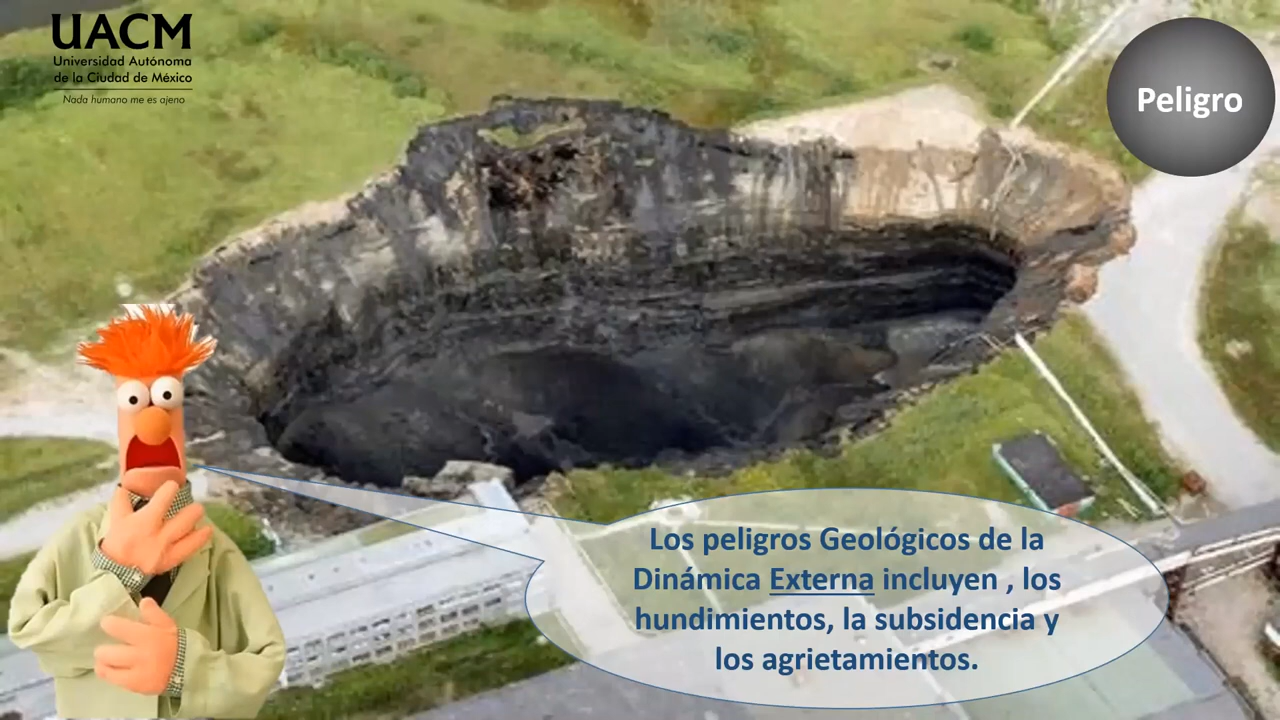 UACM
Universidad Autónoma
de la Ciudad de México
Nada humano me es ajeno
Peligro
Los peligros Geológicos de la
Dinámica Externa incluyen , los
hundimientos, la subsidencia y
los agrietamientos.